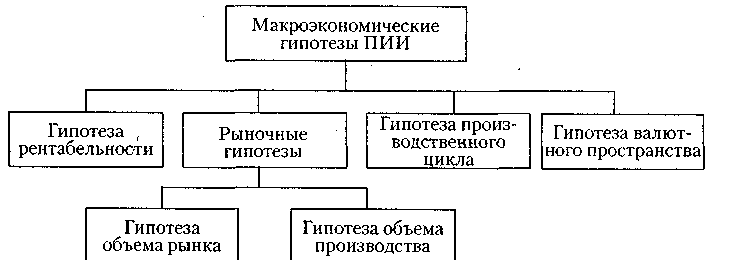 Макроэкономические
гипотезы ПИИ
Гипотеза
рентабельности
Рыночные
гипотезы
Гипотеза произ-
водственного
цикла
Гипотеза валют-
ного пространства
Гипотеза
объема рынка
Гипотеза объема
производства